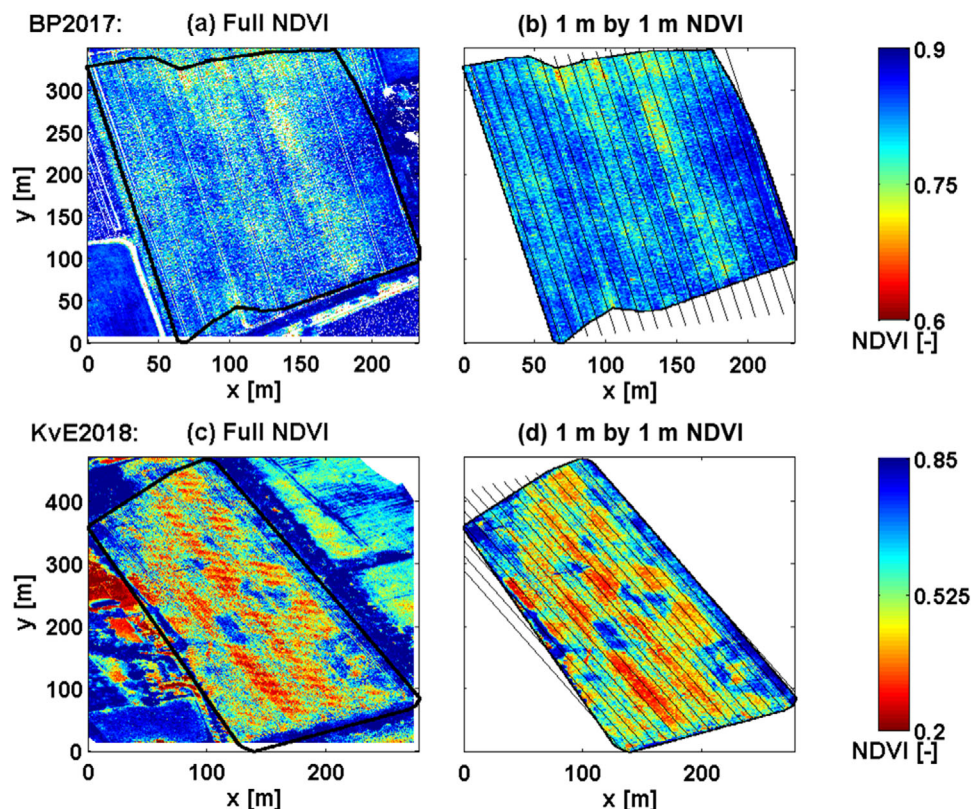 BP2017: (a) Full NDVI (b) 1 m by 1 m NDVI
y [m]
300
250
200
150
100
50
0
0 50 100 150 200
x [m]
0 50 100 150 200
x [m]
0.9
0.75
0.6
NDVI [-]
KvE2018: (c) Full NDVI (d) 1 m by 1 m NDVI
y [m]
400
300
200
100
0
0 100 200
x [m]
0 100 200
x [m]
0.85
0.525
0.2
NDVI [-]